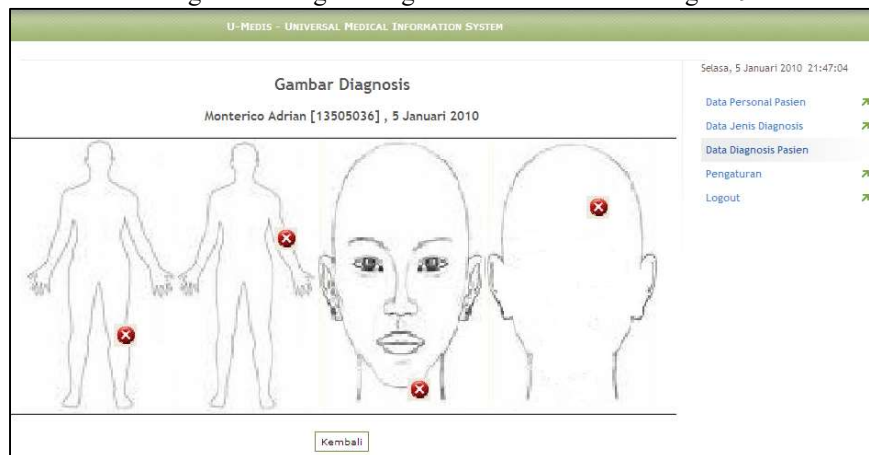 U-MEDIS - UNIVERSAL MEDICAL INFORMATION SYSTEM
Gambar Diagnosis
Monterico Adrian [13505036] , 5 Januari 2010
Selasa, 5 Januari 2010 21:47:04
Data Personal Pasien
Data Jenis Diagnosis
Data Diagnosis Pasien
Pengaturan
Logout
Kembali